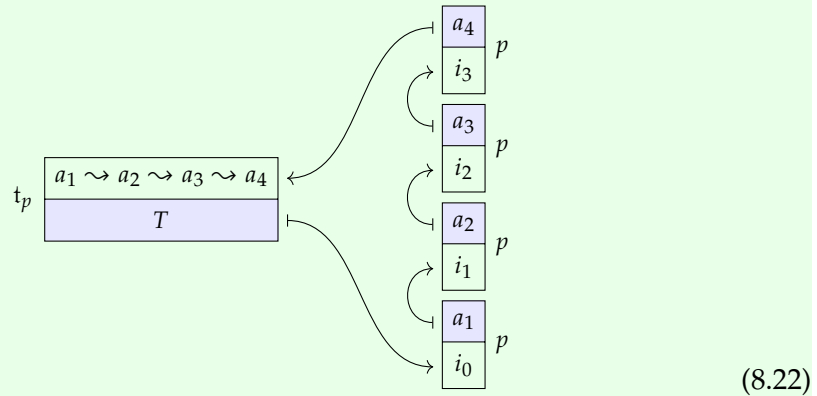 a₄
p
i₃
a₃
p
i₂
a₁ ⇝ a₂ ⇝ a₃ ⇝ a₄
tₚ
T
a₂
p
i₁
a₁
p
i₀
(8.22)